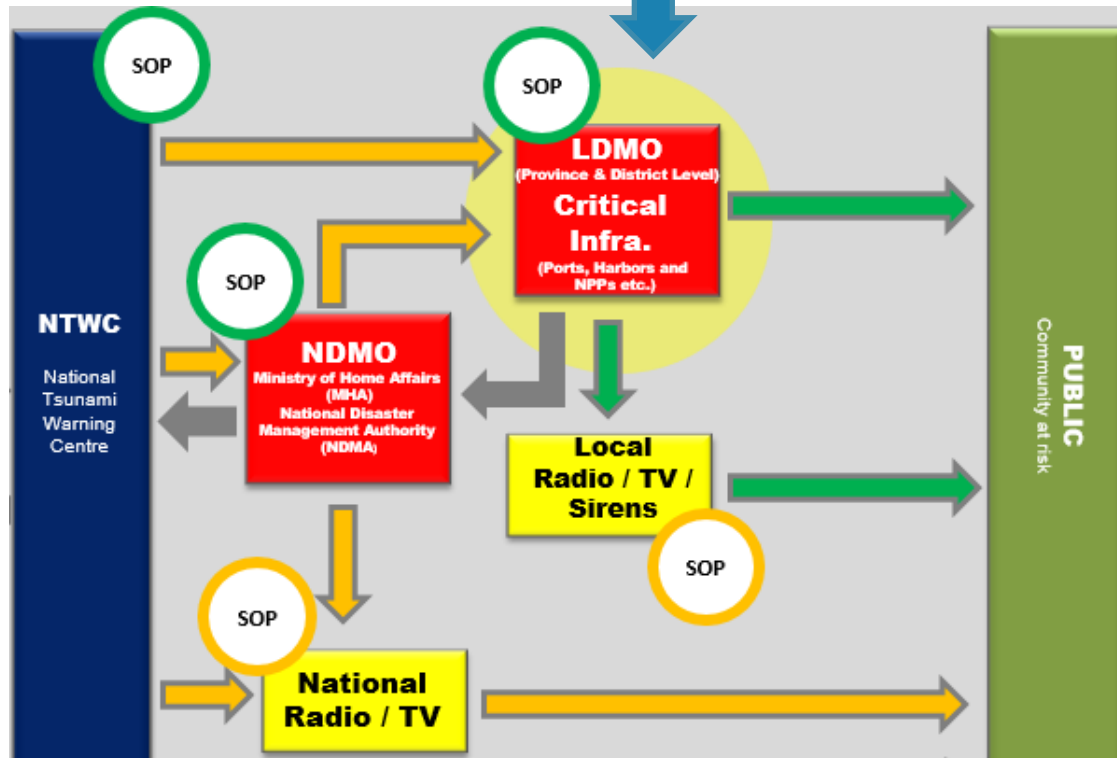 SOP
SOP
LDMO
(Province & District Level)
Critical
Infra.
(Ports, Harbors and
NPPs etc.)
SOP
NTWC
National
Tsunami
Warning
Centre
NDMO
Ministry of Home Affairs
(MHA)
National Disaster
Management Authority
(NDMA)
Local
Radio / TV /
Sirens
SOP
SOP
National
Radio / TV
PUBLIC
Community at risk